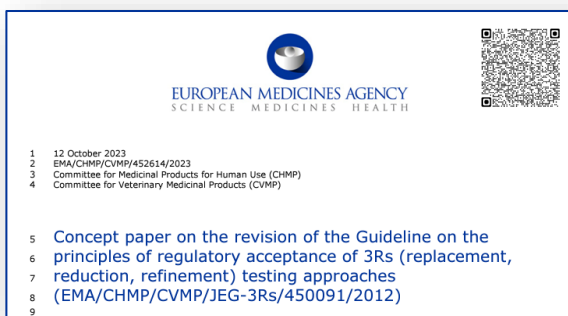 EUROPEAN MEDICINES AGENCY
SCIENCE MEDICINES HEALTH
1 12 October 2023
2 EMA/CHMP/CVMP/452614/2023
3 Committee for Medicinal Products for Human Use (CHMP)
4 Committee for Veterinary Medicinal Products (CVMP)
5 Concept paper on the revision of the Guideline on the
6 principles of regulatory acceptance of 3Rs (replacement,
7 reduction, refinement) testing approaches
8 (EMA/CHMP/CVMP/JEG-3Rs/450091/2012)
9